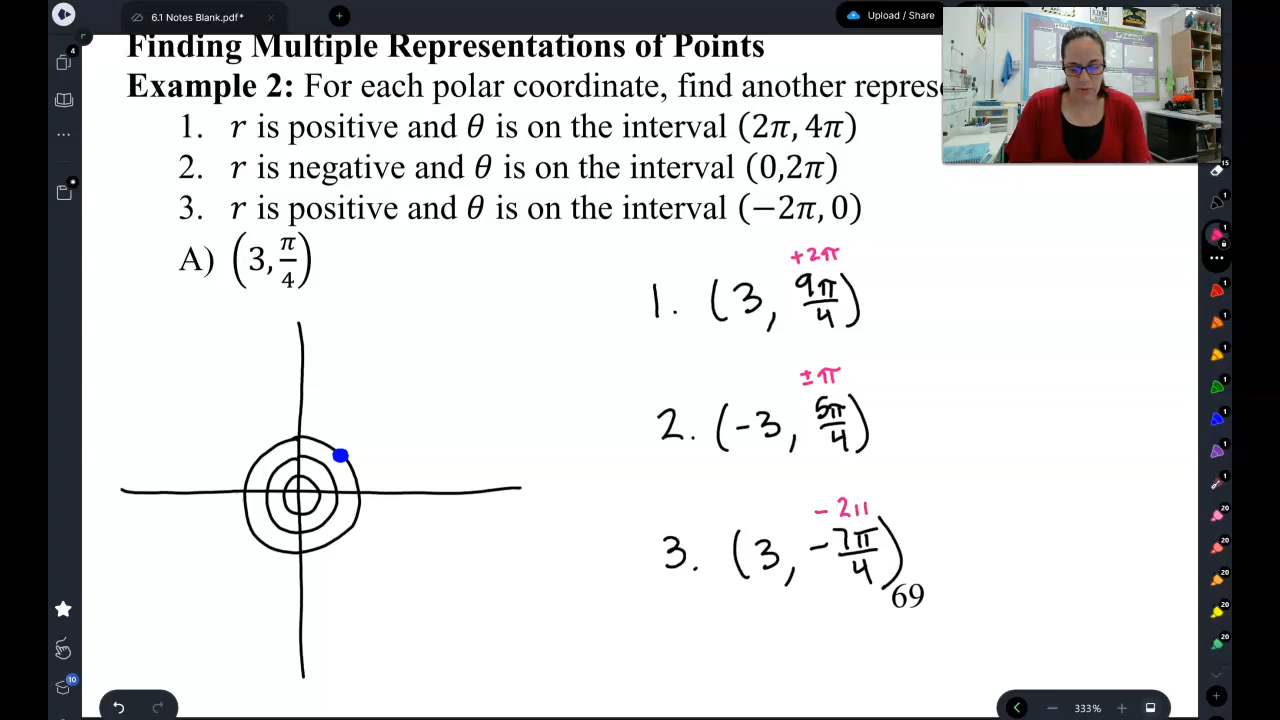 6.1 Notes Blank.pdf*
Upload / Share
Finding Multiple Representations of Points
Example 2: For each polar coordinate, find another represe
1. r is positive and θ is on the interval (2π, 4π)
2. r is negative and θ is on the interval (0,2π)
3. r is positive and θ is on the interval (−2π, 0)
A) (3, π/4)
+2π
1. (3, 9π/4)
±π
2. (-3, 5π/4)
-2π
3. (3, -7π/4)
69
333%